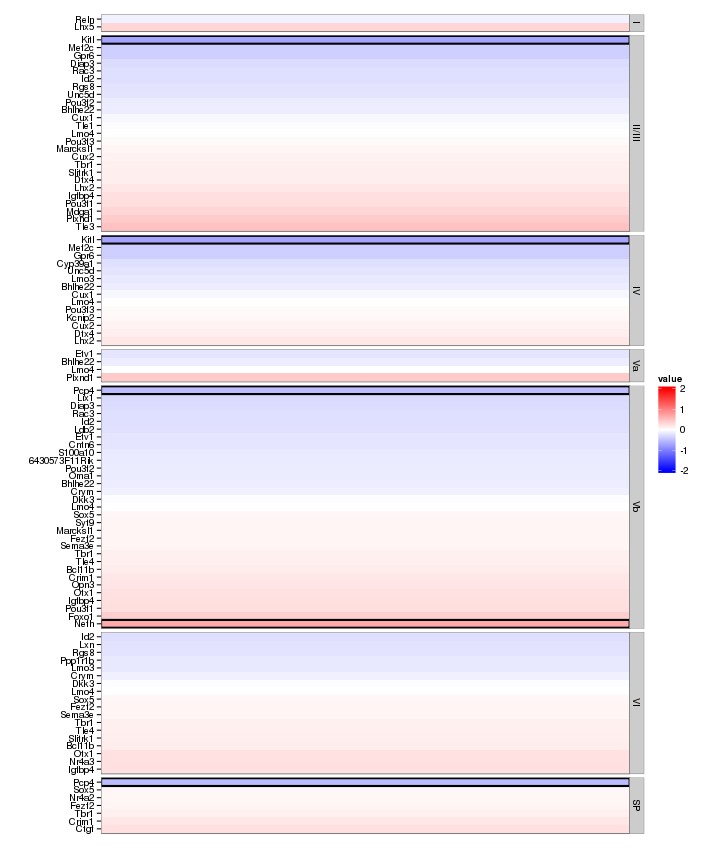 Reln
Lhx5
I
Kitl
Mef2c
Gpr6
Diap3
Rac3
Id2
Rgs8
Unc5d
Pou3f2
Bhlhe22
Cux1
Tle1
Lmo4
Pou3f3
Marcksl1
Cux2
Tbr1
Slitrk1
Dtx4
Lhx2
Igfbp4
Pou3f1
Mdga1
Plxnd1
Tle3
II/III
Kitl
Mef2c
Gpr6
Cyp39a1
Unc5d
Lmo3
Bhlhe22
Cux1
Lmo4
Pou3f3
Kcnip2
Cux2
Dtx4
Lhx2
IV
Etv1
Bhlhe22
Lmo4
Plxnd1
Va
Pcp4
Lix1
Diap3
Rac3
Id2
Ldb2
Etv1
Cntn6
S100a10
6430573F11Rik
Pou3f2
Oma1
Bhlhe22
Crym
Dkk3
Lmo4
Sox5
Syt9
Marcksl1
Fezf2
Sema3e
Tbr1
Tle4
Bcl11b
Crim1
Opn3
Otx1
Igfbp4
Pou3f1
Foxo1
Nefh
Vb
Id2
Lxn
Rgs8
Ppp1r1b
Lmo3
Crym
Dkk3
Lmo4
Sox5
Fezf2
Sema3e
Tbr1
Tle4
Slitrk1
Bcl11b
Otx1
Nr4a3
Igfbp4
VI
Pcp4
Sox5
Nr4a2
Fezf2
Tbr1
Crim1
Ctgf
SP
value
2
1
0
-1
-2